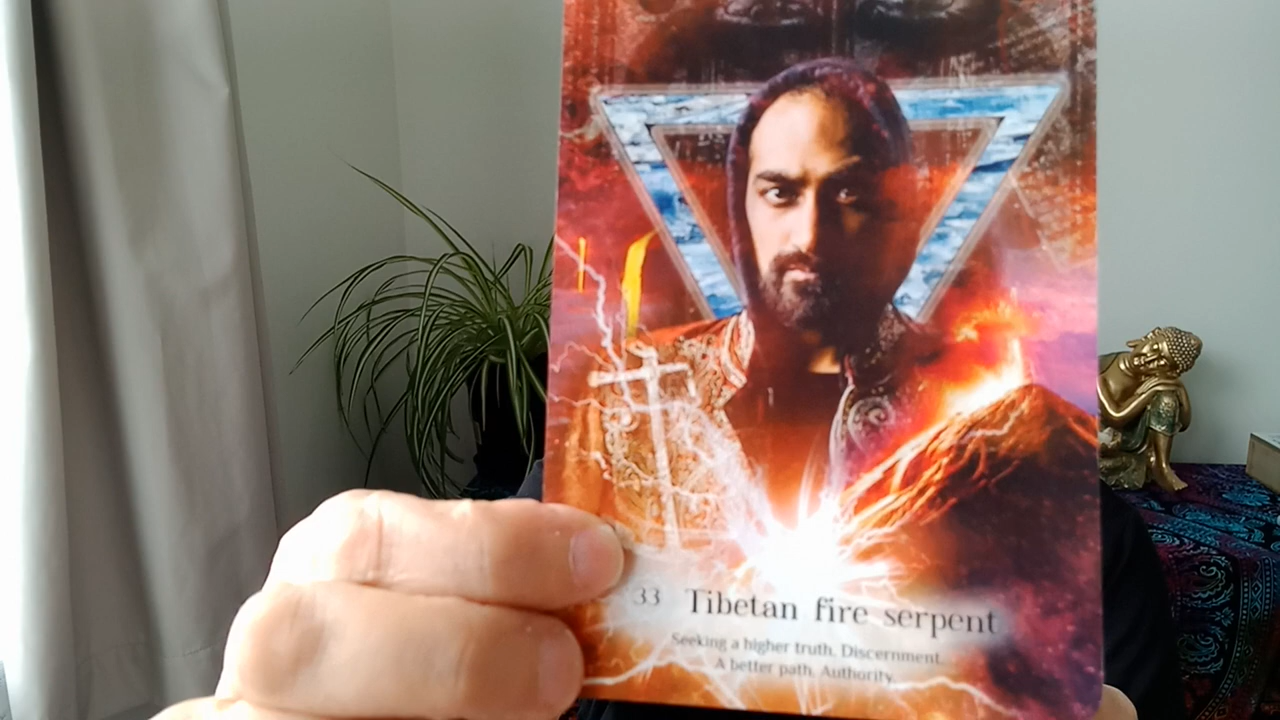 33 Tibetan fire serpent
Seeking a higher truth. Discernment.
A better path. Authority.